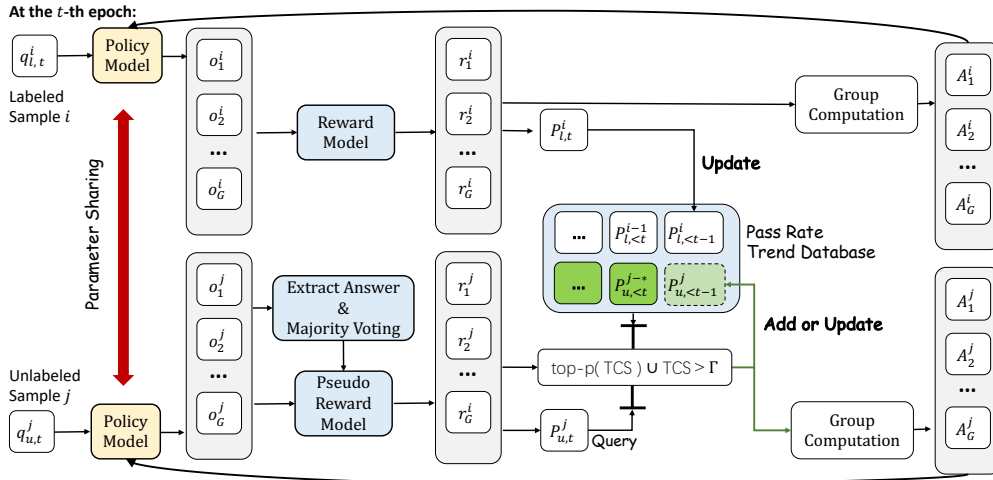 At the t-th epoch:
q^i_{l,t}
Policy
Model
Labeled
Sample i
o^i_1
o^i_2
...
o^i_G
Reward
Model
r^i_1
r^i_2
...
r^i_G
P^i_{l,t}
Group
Computation
A^i_1
A^i_2
...
A^i_G
Update
Parameter Sharing
... P^{i-1}_{l,<t} P^i_{l,<t-1}
... P^{j-*}_{u,<t} P^j_{u,<t-1}
Pass Rate
Trend Database
Add or Update
Unlabeled
Sample j
q^j_{u,t}
Policy
Model
o^j_1
o^j_2
...
o^j_G
Extract Answer
&
Majority Voting
Pseudo
Reward
Model
r^j_1
r^j_2
...
r^i_G
top-p( TCS ) ∪ TCS > Γ
P^j_{u,t}
Query
Group
Computation
A^j_1
A^j_2
...
A^j_G